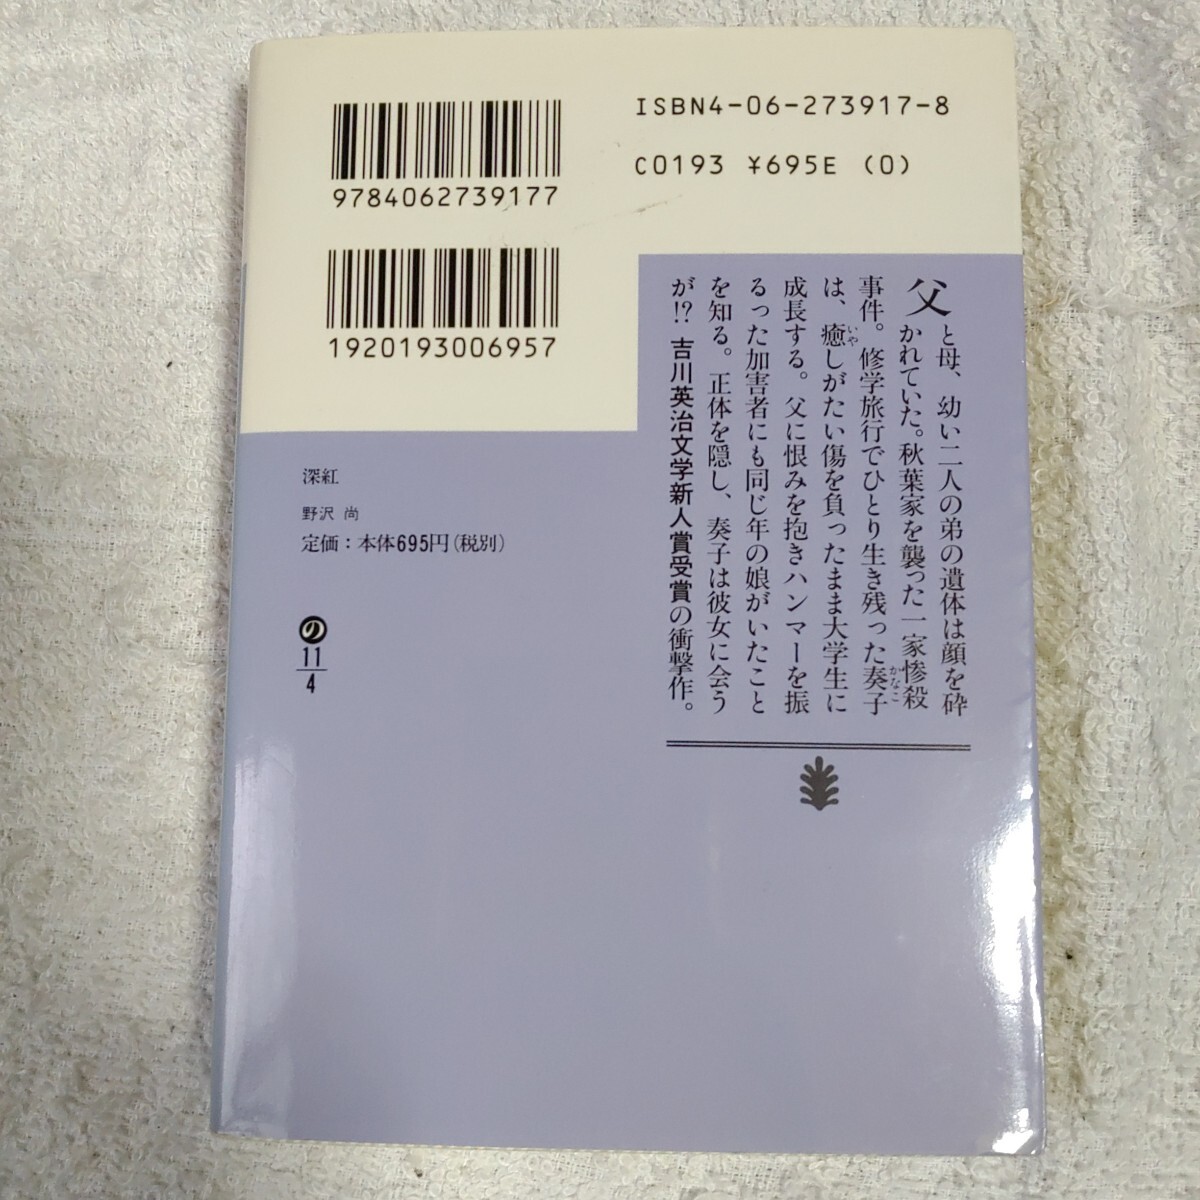 ISBN4-06-273917-8
C0193 ¥695E (0)
9784062739177
1920193006957
父と母、幼い二人の弟の遺体は顔を砕
かれていた。秋葉家を襲った一家惨殺
事件。修学旅行でひとり生き残った奏子
かなこ
は、癒しがたい傷を負ったまま大学生に
いや
成長する。父に恨みを抱きハンマーを振
るった加害者にも同じ年の娘がいたこと
を知る。正体を隠し、奏子は彼女に会う
が!?吉川英治文学新人賞受賞の衝撃作。
深紅
野沢 尚
定価：本体695円（税別）
の
11
4